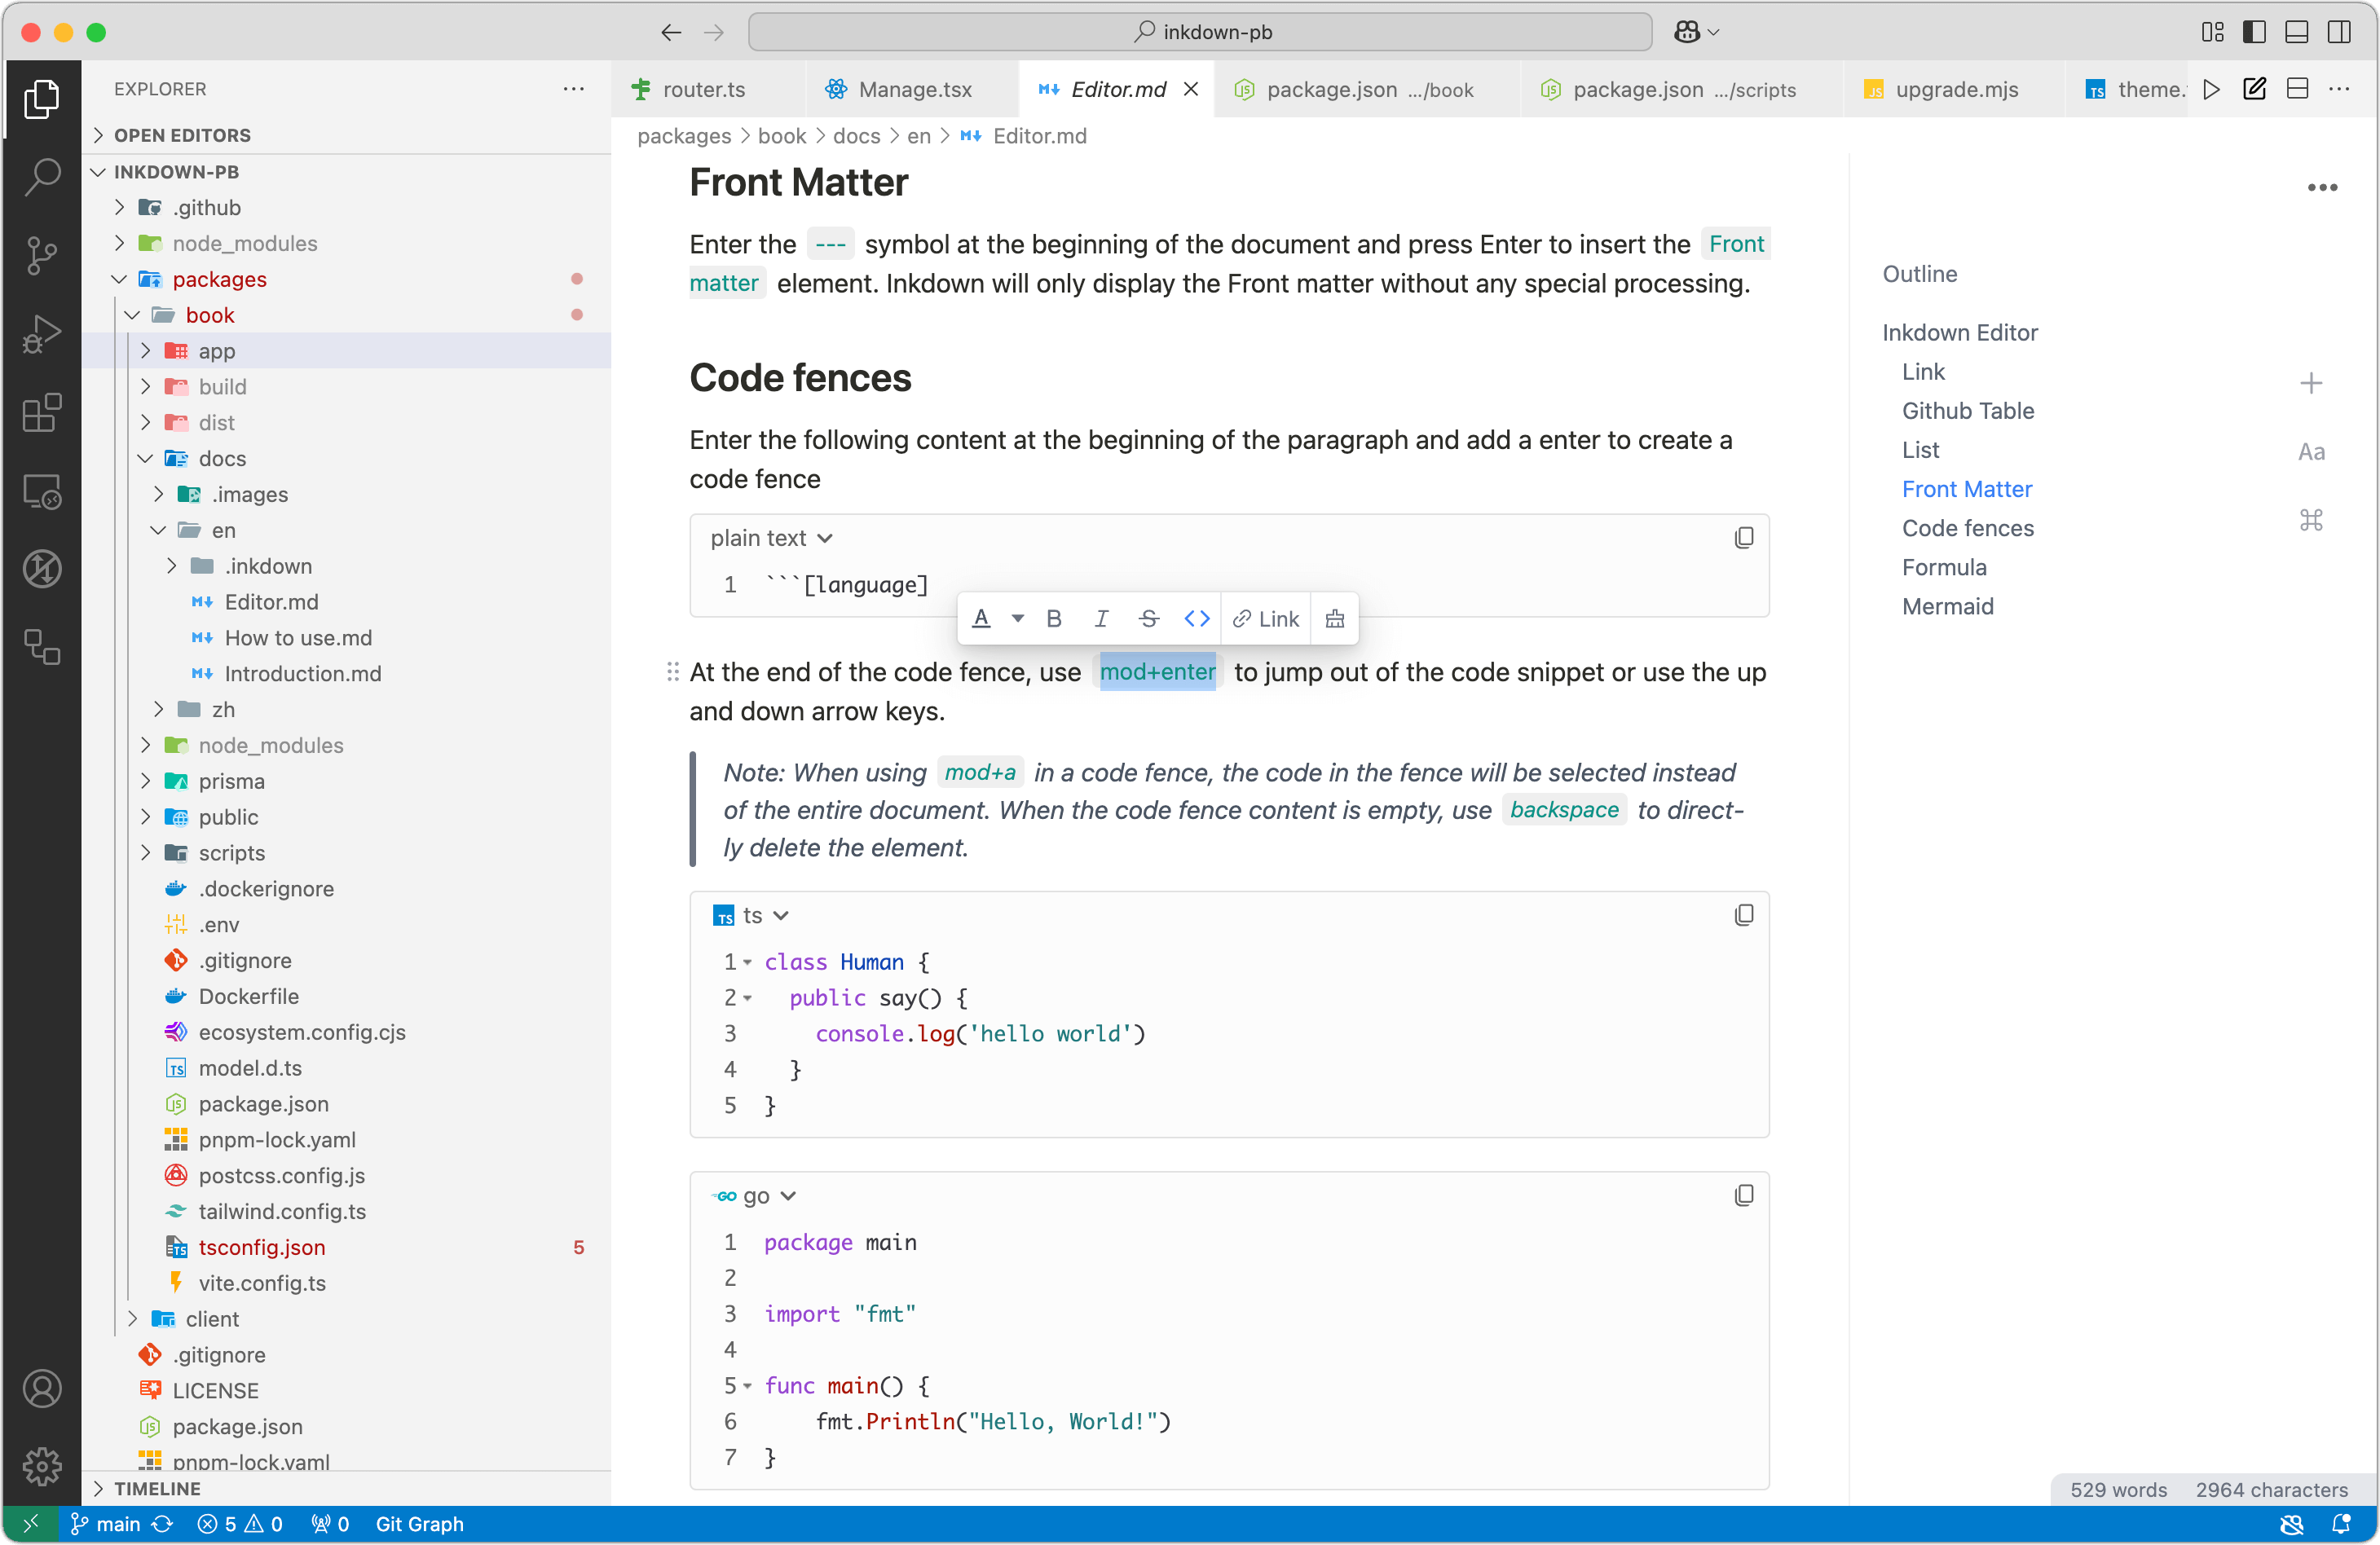 inkdown-pb
EXPLORER
router.ts
Manage.tsx
Editor.md
package.json .../book
package.json .../scripts
upgrade.mjs
theme.
OPEN EDITORS
INKDOWN-PB
.github
node_modules
packages
book
app
build
dist
docs
.images
en
.inkdown
Editor.md
How to use.md
Introduction.md
zh
node_modules
prisma
public
scripts
.dockerignore
.env
.gitignore
Dockerfile
ecosystem.config.cjs
model.d.ts
package.json
pnpm-lock.yaml
postcss.config.js
tailwind.config.ts
tsconfig.json 5
vite.config.ts
client
.gitignore
LICENSE
package.json
pnpm-lock.yaml
TIMELINE
packages > book > docs > en > Editor.md
Front Matter
Enter the --- symbol at the beginning of the document and press Enter to insert the Front
matter element. Inkdown will only display the Front matter without any special processing.
Code fences
Enter the following content at the beginning of the paragraph and add a enter to create a
code fence
plain text
1 ```[language]
A B I S <> Link
At the end of the code fence, use mod+enter to jump out of the code snippet or use the up
and down arrow keys.
Note: When using mod+a in a code fence, the code in the fence will be selected instead
of the entire document. When the code fence content is empty, use backspace to direct-
ly delete the element.
TS ts
1 class Human {
2 public say() {
3 console.log('hello world')
4 }
5 }
GO go
1 package main
2
3 import "fmt"
4
5 func main() {
6 fmt.Println("Hello, World!")
7 }
Outline
Inkdown Editor
Link
Github Table
List
Front Matter
Code fences
Formula
Mermaid
Aa
529 words 2964 characters
main 5 0 0 Git Graph